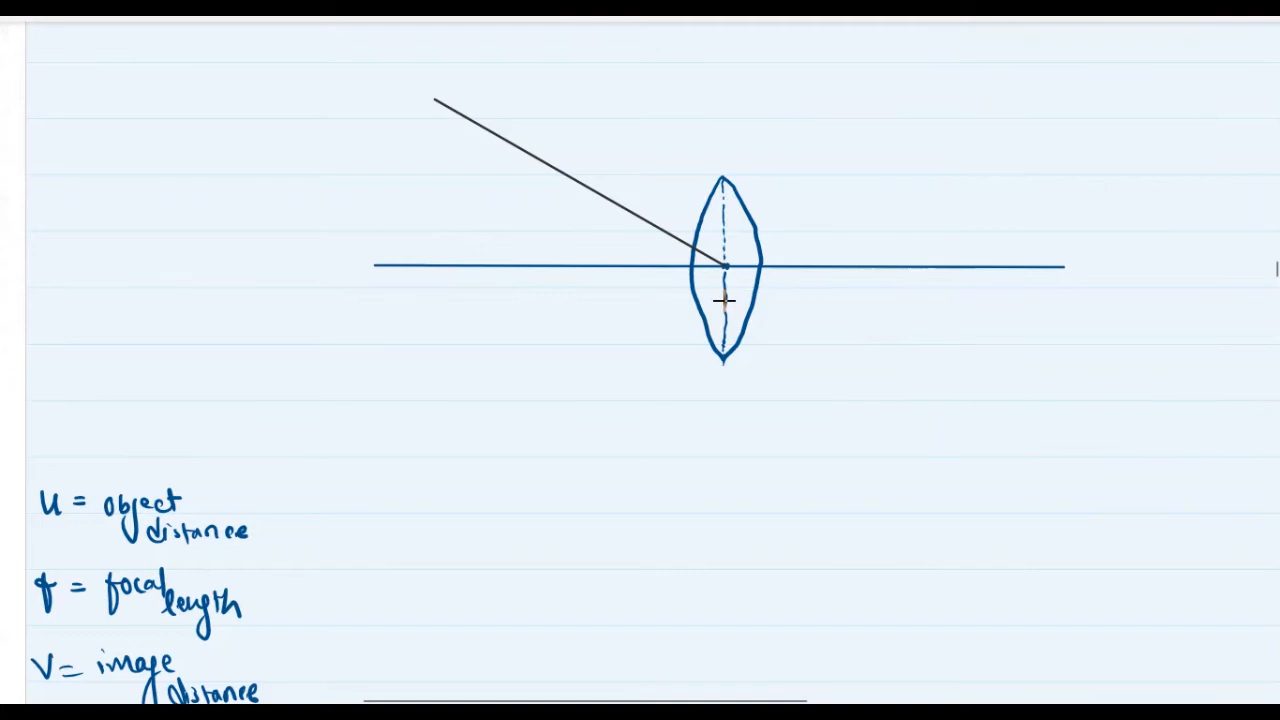 u = object
distance
f = focal
length
v = image
distance